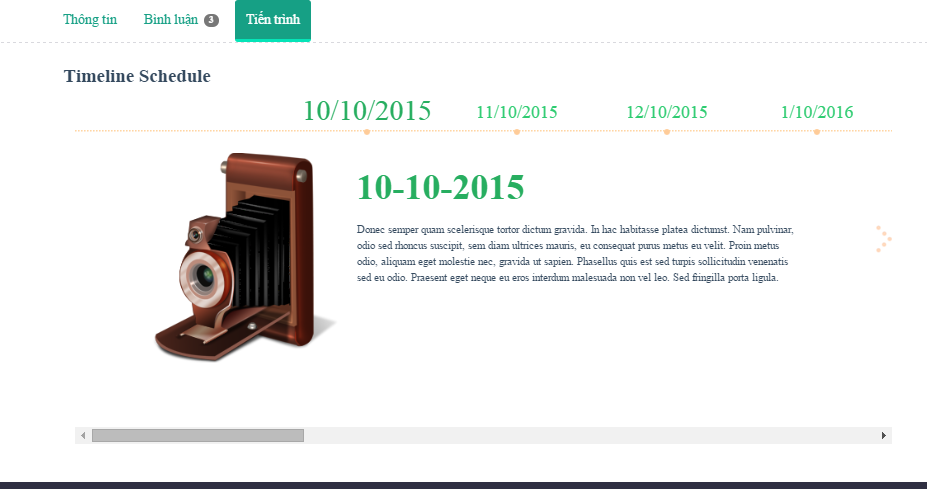 Thông tin Bình luận 3 Tiến trình
Timeline Schedule
10/10/2015 11/10/2015 12/10/2015 1/10/2016
10-10-2015
Donec semper quam scelerisque tortor dictum gravida. In hac habitasse platea dictumst. Nam pulvinar,
odio sed rhoncus suscipit, sem diam ultrices mauris, eu consequat purus metus eu velit. Proin metus
odio, aliquam eget molestie nec, gravida ut sapien. Phasellus quis est sed turpis sollicitudin venenatis
sed eu odio. Praesent eget neque eu eros interdum malesuada non vel leo. Sed fringilla porta ligula.